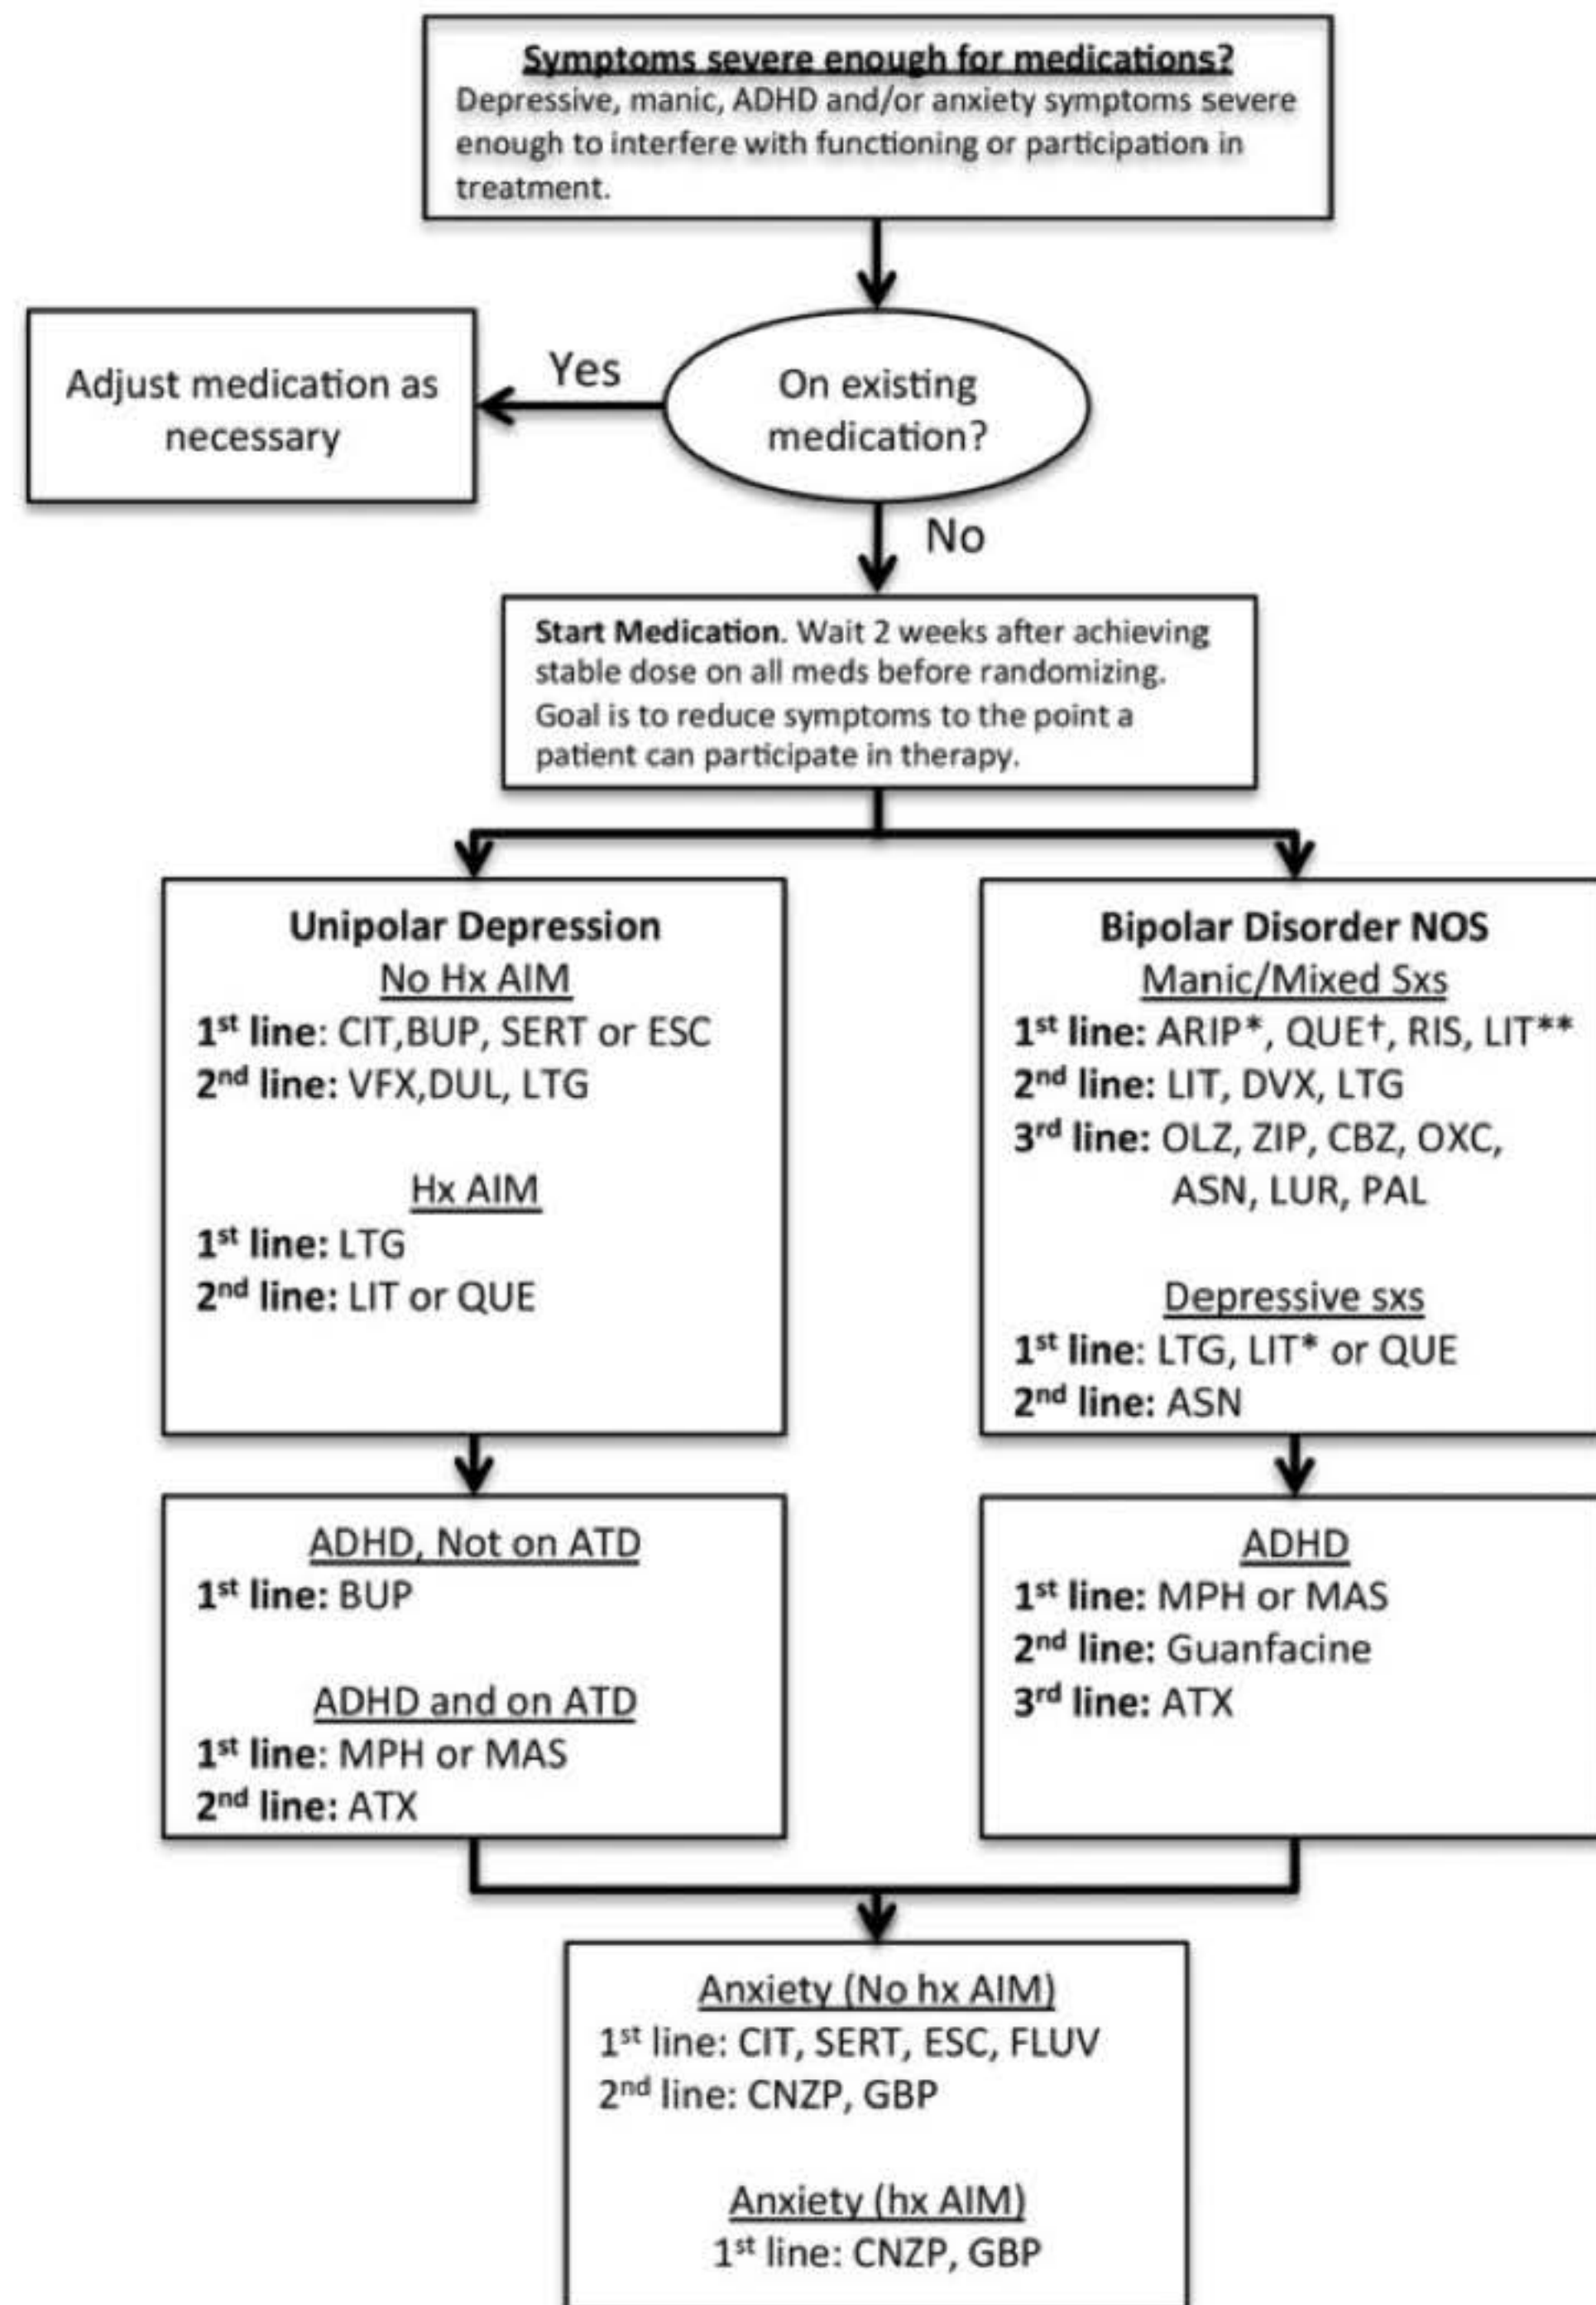 Symptoms severe enough for medications?
Depressive, manic, ADHD and/or anxiety symptoms severe
enough to interfere with functioning or participation in
treatment.
Adjust medication as
necessary
Yes
On existing
medication?
No
Start Medication. Wait 2 weeks after achieving
stable dose on all meds before randomizing.
Goal is to reduce symptoms to the point a
patient can participate in therapy.
Unipolar Depression
No Hx AIM
1st line: CIT,BUP, SERT or ESC
2nd line: VFX,DUL, LTG
Hx AIM
1st line: LTG
2nd line: LIT or QUE
Bipolar Disorder NOS
Manic/Mixed Sxs
1st line: ARIP*, QUE†, RIS, LIT**
2nd line: LIT, DVX, LTG
3rd line: OLZ, ZIP, CBZ, OXC,
ASN, LUR, PAL
Depressive sxs
1st line: LTG, LIT* or QUE
2nd line: ASN
ADHD, Not on ATD
1st line: BUP
ADHD and on ATD
1st line: MPH or MAS
2nd line: ATX
ADHD
1st line: MPH or MAS
2nd line: Guanfacine
3rd line: ATX
Anxiety (No hx AIM)
1st line: CIT, SERT, ESC, FLUV
2nd line: CNZP, GBP
Anxiety (hx AIM)
1st line: CNZP, GBP